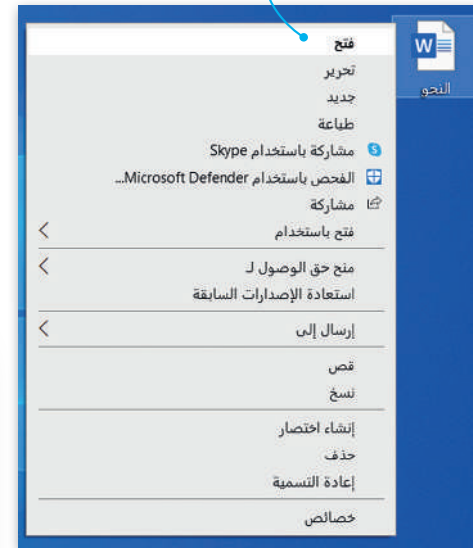 النحو
فتح
تحرير
جديد
طباعة
مشاركة باستخدام Skype
الفحص باستخدام Microsoft Defender...
مشاركة
فتح باستخدام
منح حق الوصول لـ
استعادة الإصدارات السابقة
إرسال إلى
قص
نسخ
إنشاء اختصار
حذف
إعادة التسمية
خصائص